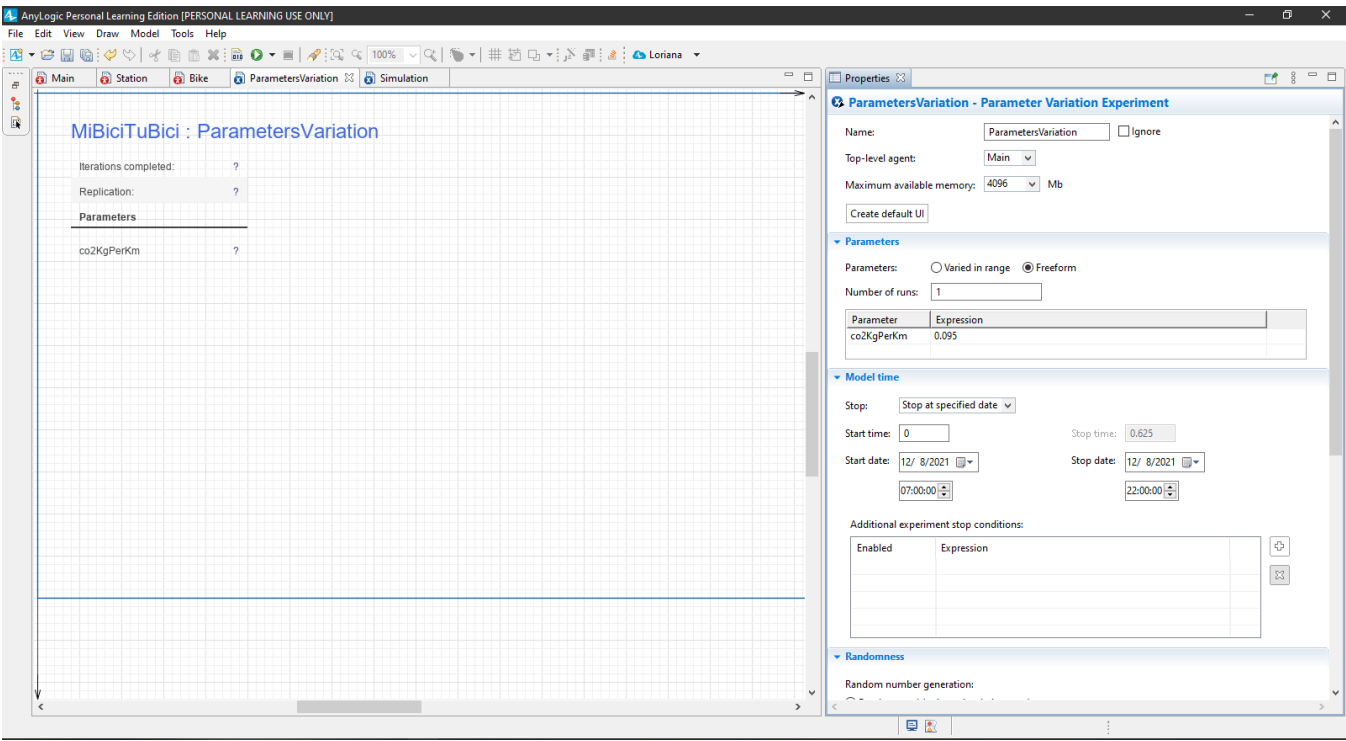 AnyLogic Personal Learning Edition [PERSONAL LEARNING USE ONLY]
File Edit View Draw Model Tools Help
100% Loriana
Main Station Bike ParametersVariation Simulation
MiBiciTuBici : ParametersVariation
Iterations completed: ?
Replication: ?
Parameters
co2KgPerKm ?
Properties
ParametersVariation - Parameter Variation Experiment
Name: ParametersVariation Ignore
Top-level agent: Main
Maximum available memory: 4096 Mb
Create default UI
Parameters
Parameters: Varied in range Freeform
Number of runs: 1
Parameter Expression
co2KgPerKm 0.095
Model time
Stop: Stop at specified date
Start time: 0 Stop time: 0.625
Start date: 12/ 8/2021 Stop date: 12/ 8/2021
07:00:00 22:00:00
Additional experiment stop conditions:
Enabled Expression
Randomness
Random number generation: